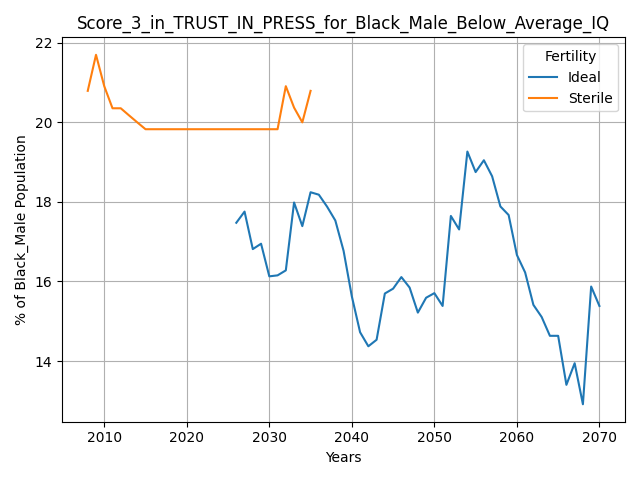 Score_3_in_TRUST_IN_PRESS_for_Black_Male_Below_Average_IQ
Fertility
Ideal
Sterile
22
20
18
16
14
% of Black_Male Population
2010 2020 2030 2040 2050 2060 2070
Years